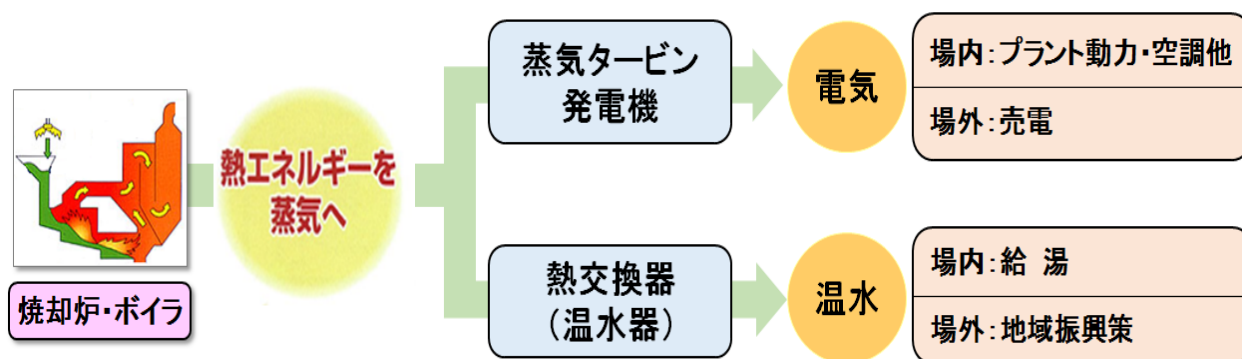 焼却炉・ボイラ
熱エネルギーを
蒸気へ
蒸気タービン
発電機
電気
場内：プラント動力・空調他
場外：売電
熱交換器
（温水器）
温水
場内：給 湯
場外：地域振興策